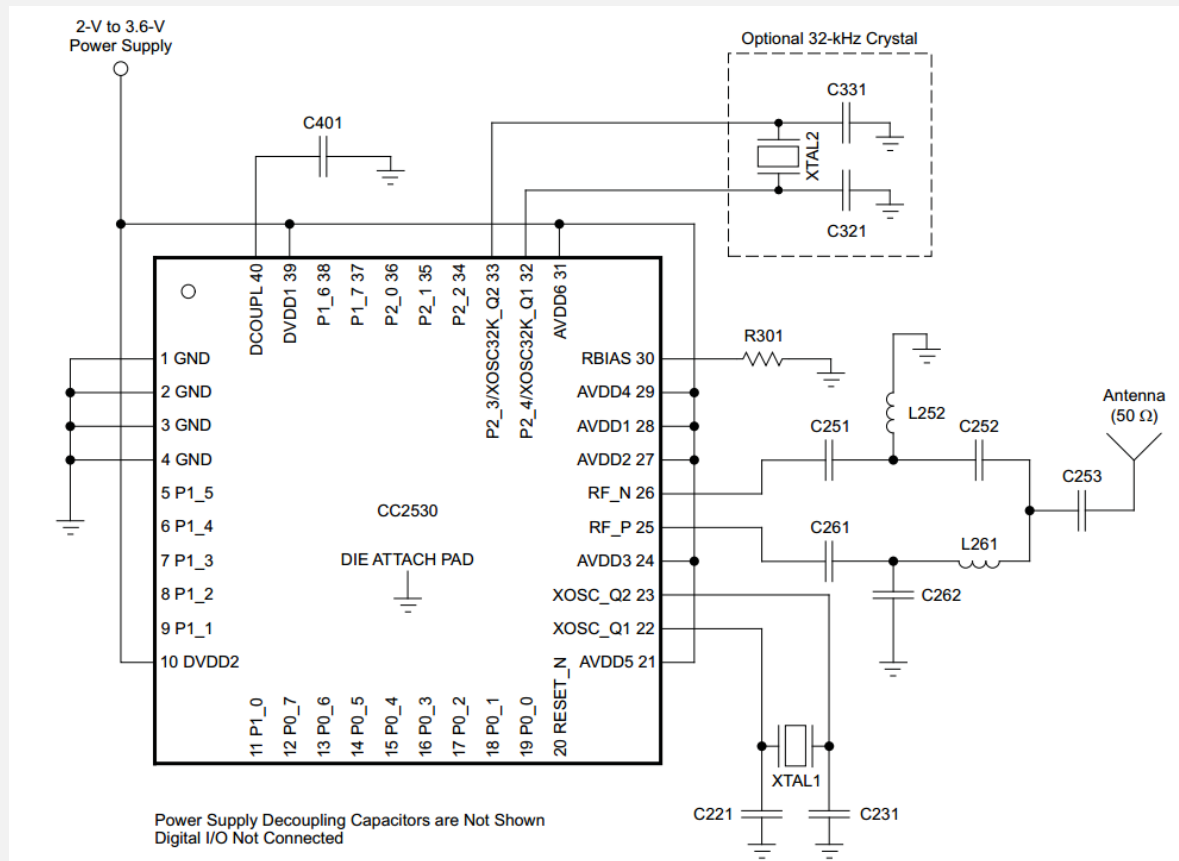 2-V to 3.6-V
Power Supply
Optional 32-kHz Crystal
C331
C401
XTAL2
C321
DCOUPL 40
DVDD1 39
P1_6 38
P1_7 37
P2_0 36
P2_1 35
P2_2 34
P2_3/XOSC32K_Q2 33
P2_4/XOSC32K_Q1 32
AVDD6 31
1 GND
2 GND
3 GND
4 GND
5 P1_5
6 P1_4
7 P1_3
8 P1_2
9 P1_1
10 DVDD2
CC2530
DIE ATTACH PAD
RBIAS 30
AVDD4 29
AVDD1 28
AVDD2 27
RF_N 26
RF_P 25
AVDD3 24
XOSC_Q2 23
XOSC_Q1 22
AVDD5 21
11 P1_0
12 P0_7
13 P0_6
14 P0_5
15 P0_4
16 P0_3
17 P0_2
18 P0_1
19 P0_0
20 RESET_N
R301
L252
Antenna
(50 Ω)
C251
C252
C253
C261
L261
C262
XTAL1
C221
C231
Power Supply Decoupling Capacitors are Not Shown
Digital I/O Not Connected